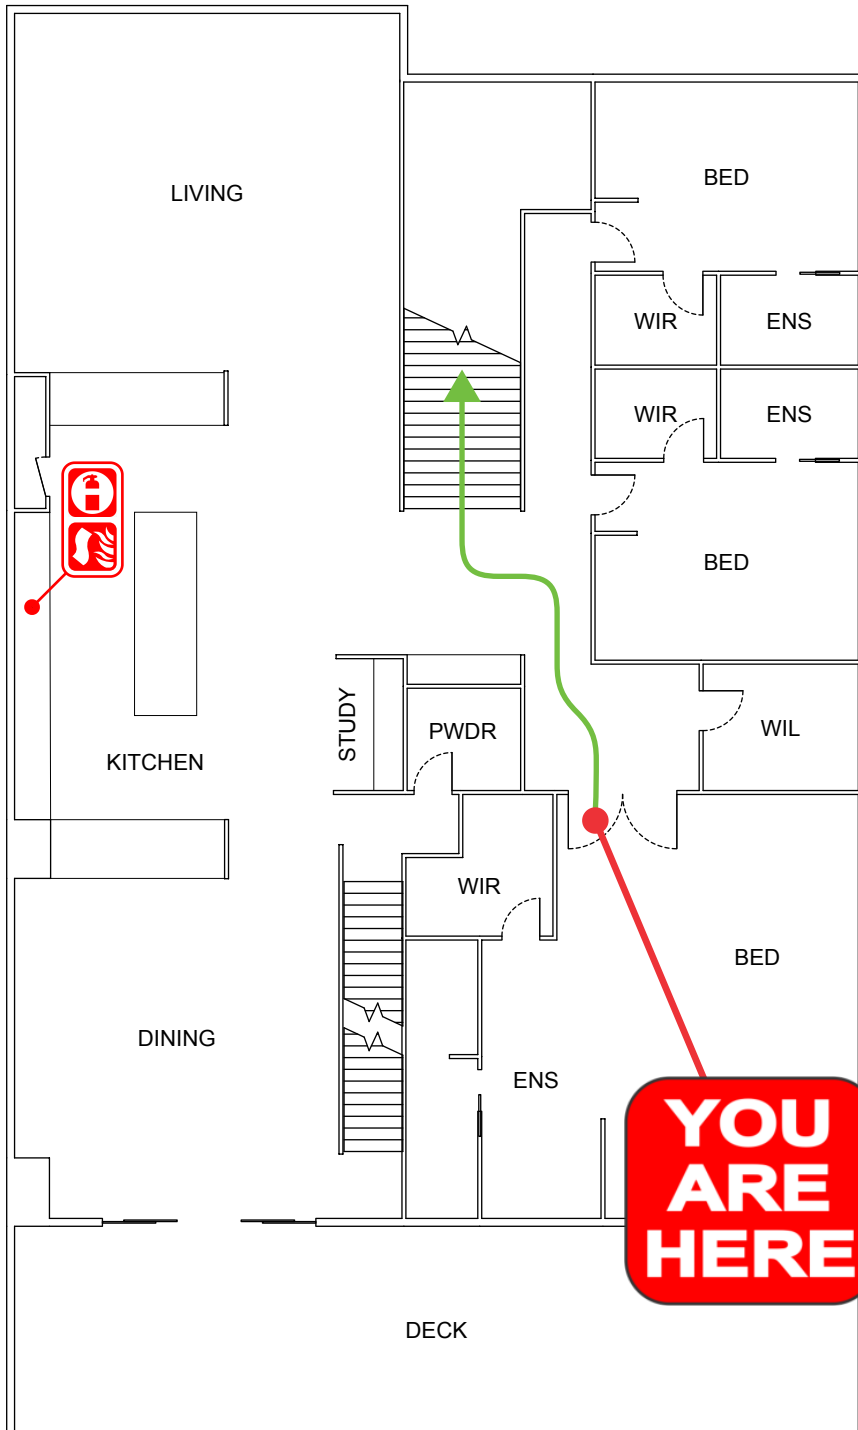 LIVING
BED
WIR
ENS
WIR
ENS
BED
STUDY
PWDR
WIL
KITCHEN
WIR
BED
DINING
ENS
YOU
ARE
HERE
DECK